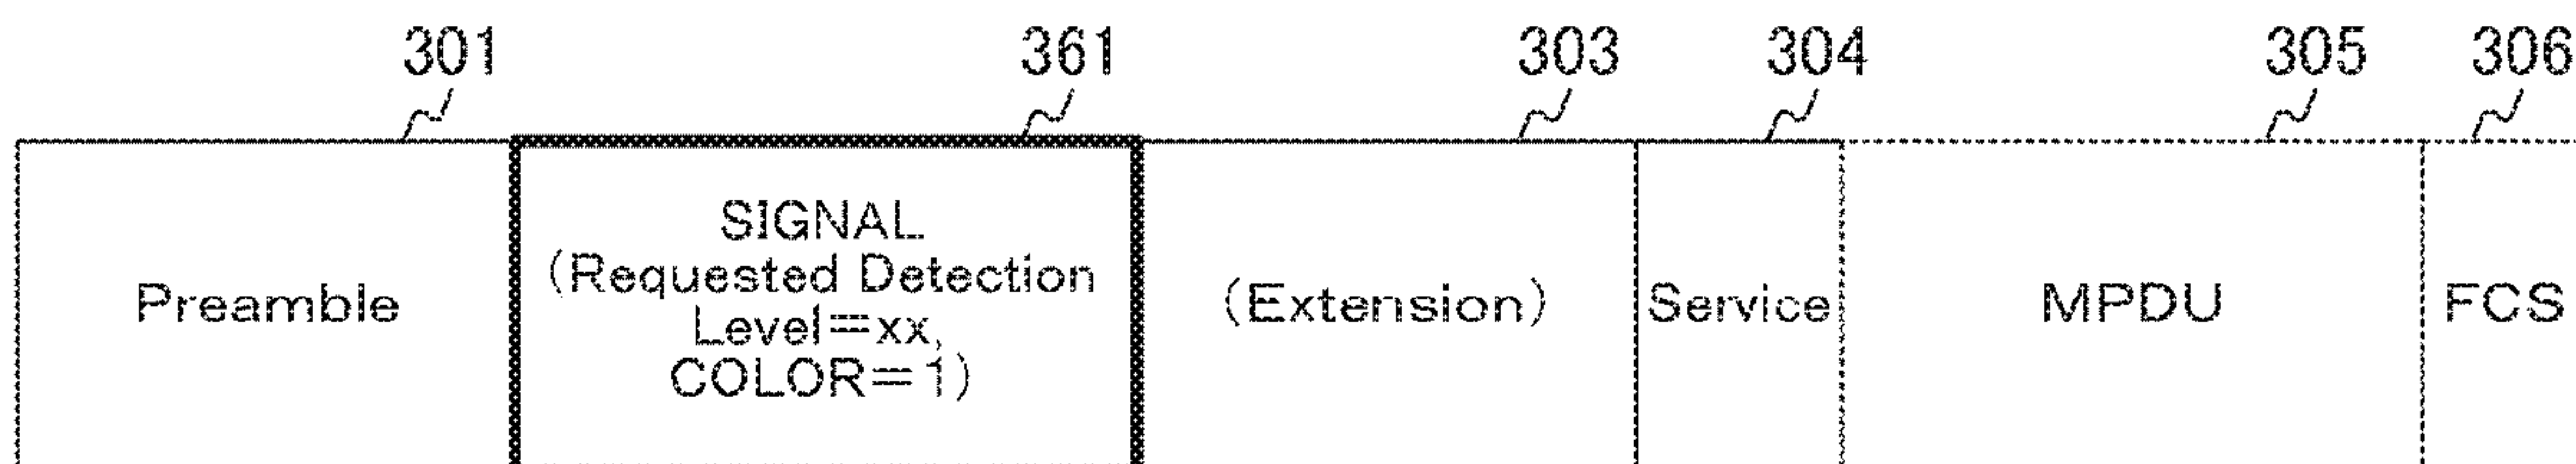 301 361 303 304 305 306
Preamble
SIGNAL
(Requested Detection
Level=xx,
COLOR=1)
(Extension)
Service
MPDU
FCS